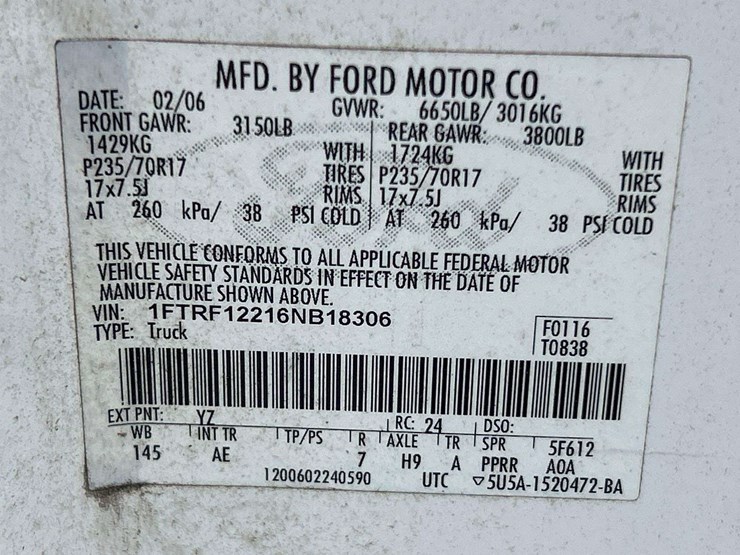 MFD. BY FORD MOTOR CO.
DATE: 02/06 GVWR: 6650LB/ 3016KG
FRONT GAWR: 3150LB REAR GAWR: 3800LB
1429KG WITH 1724KG WITH
P235/70R17 TIRES P235/70R17 TIRES
17x7.5J RIMS 17x7.5J RIMS
AT 260 kPa/ 38 PSI COLD AT 260 kPa/ 38 PSI COLD
THIS VEHICLE CONFORMS TO ALL APPLICABLE FEDERAL MOTOR
VEHICLE SAFETY STANDARDS IN EFFECT ON THE DATE OF
MANUFACTURE SHOWN ABOVE.
VIN: 1FTRF12216NB18306
TYPE: Truck
F0116
T0838
EXT PNT: YZ RC: 24 DSO:
WB INT TR TP/PS R AXLE TR SPR 5F612
145 AE 7 H9 A PPRR AOA
1200602240590 UTC ▽5U5A-1520472-BA